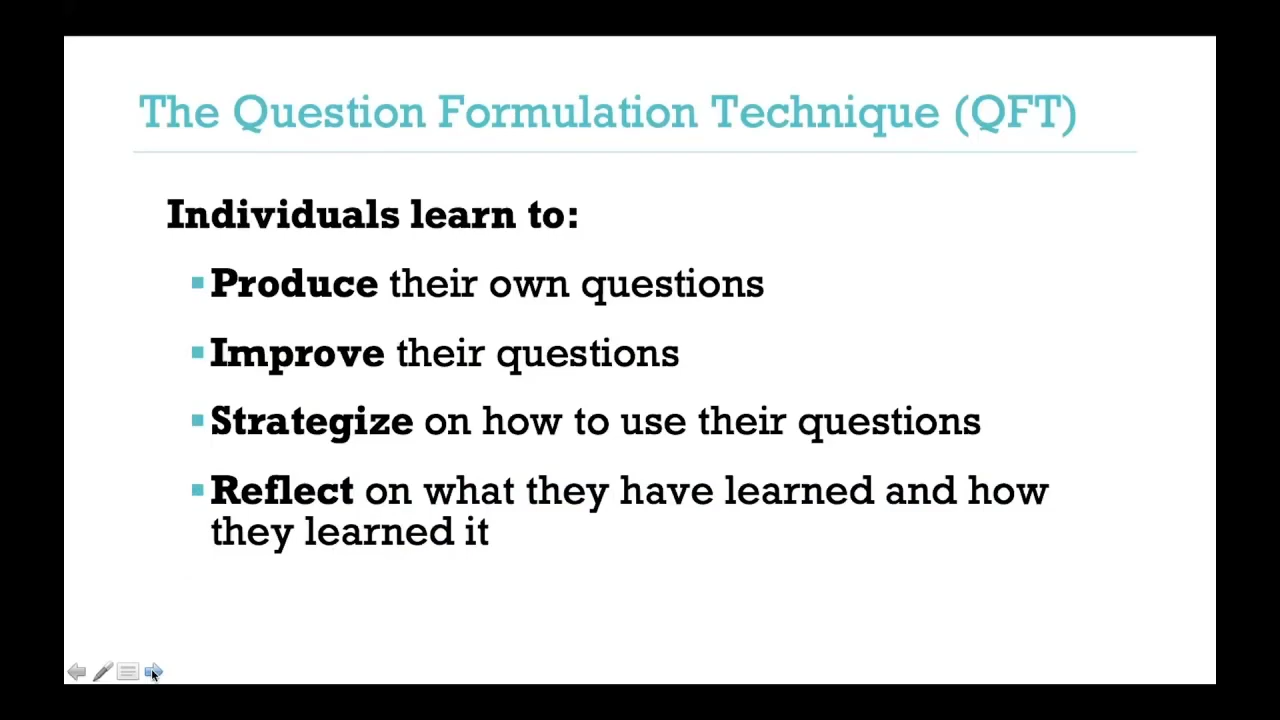 The Question Formulation Technique (QFT)
Individuals learn to:
▪Produce their own questions
▪Improve their questions
▪Strategize on how to use their questions
▪Reflect on what they have learned and how
they learned it